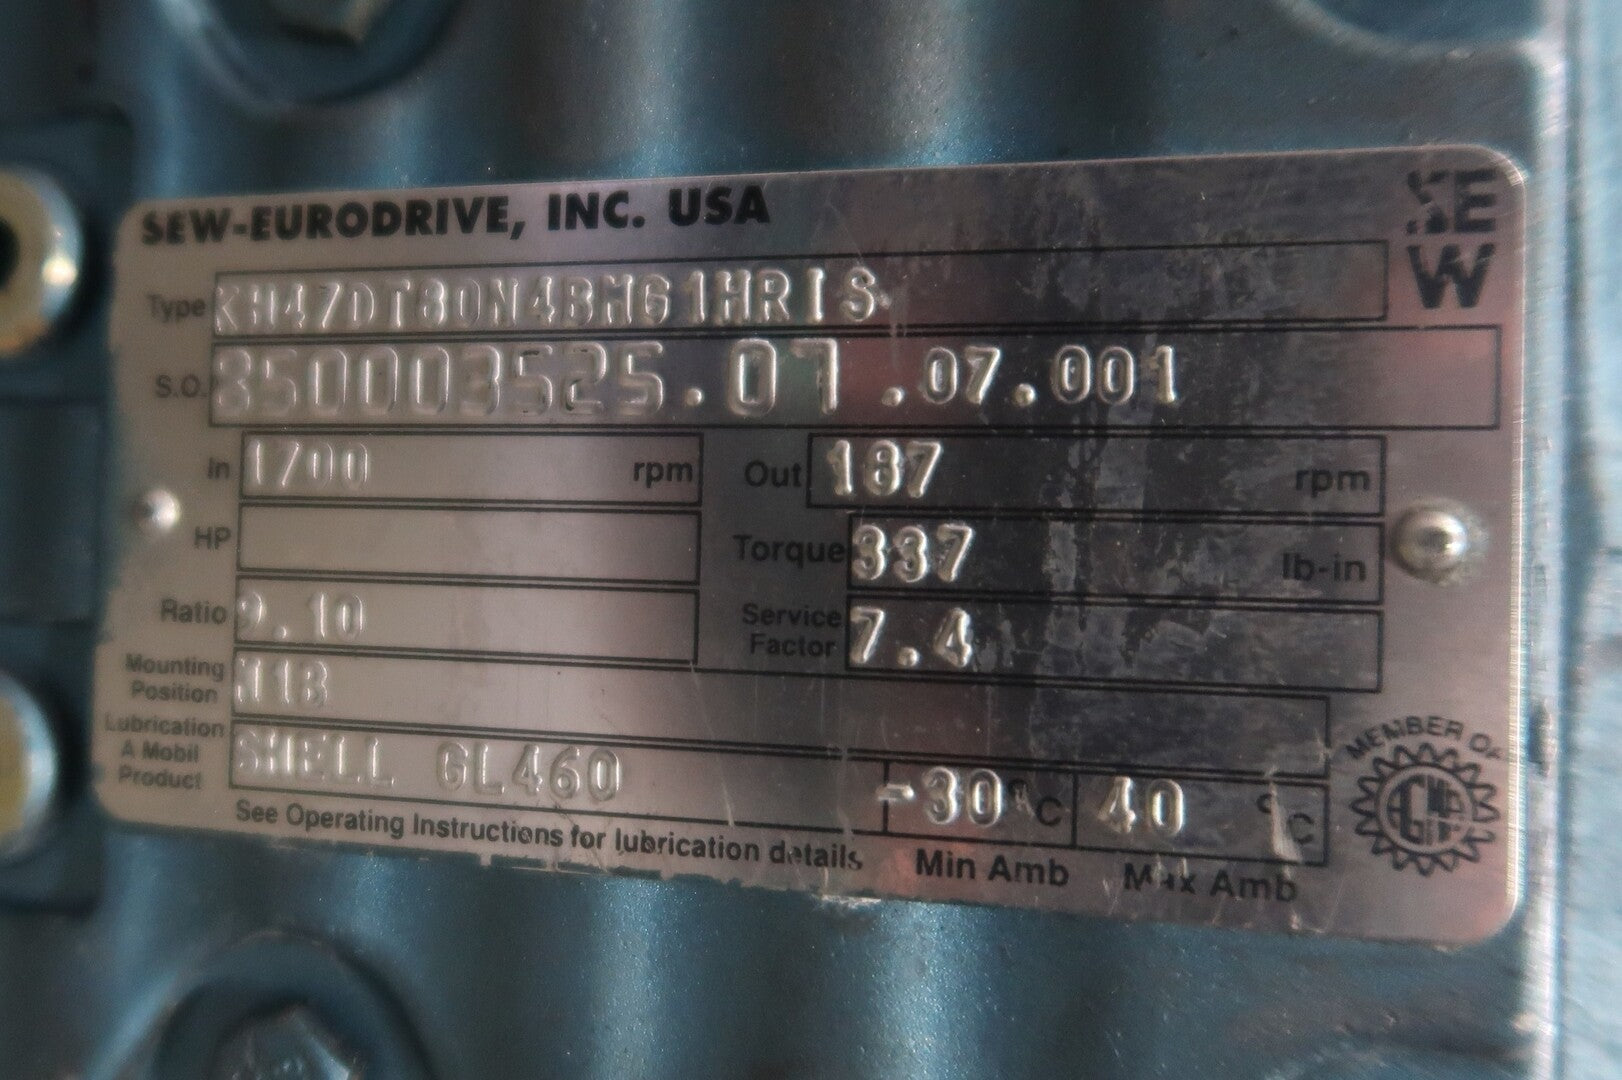 SEW-EURODRIVE, INC. USA
SEW
Type KH47DT80N4BMG1HRIS
S.O. 850003525.07.07.001
In 1700 rpm Out 187 rpm
HP Torque 337 lb-in
Ratio 9.10 Service Factor 7.4
Mounting Position M1B
Lubrication A Mobil Product SHELL GL460 -30 °C 40 °C
See Operating Instructions for lubrication details Min Amb Max Amb
MEMBER OF
AGMA